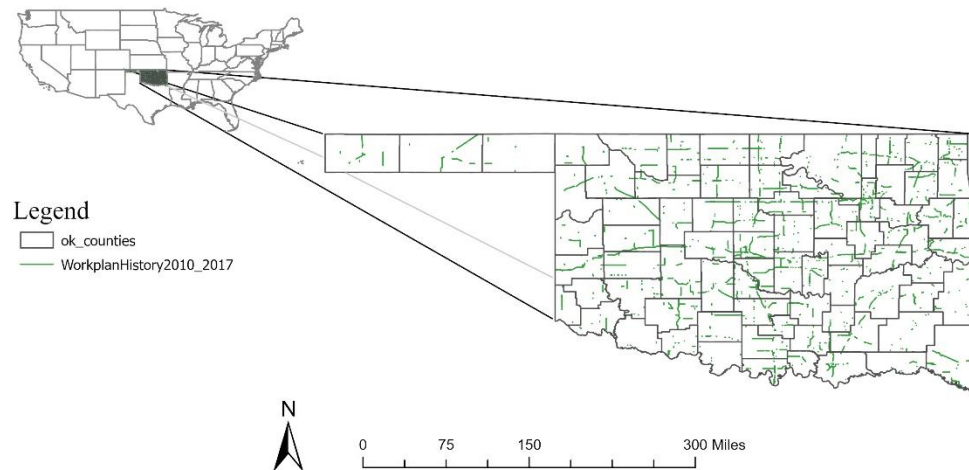 Legend
ok_counties
WorkplanHistory2010_2017
N
0 75 150 300 Miles